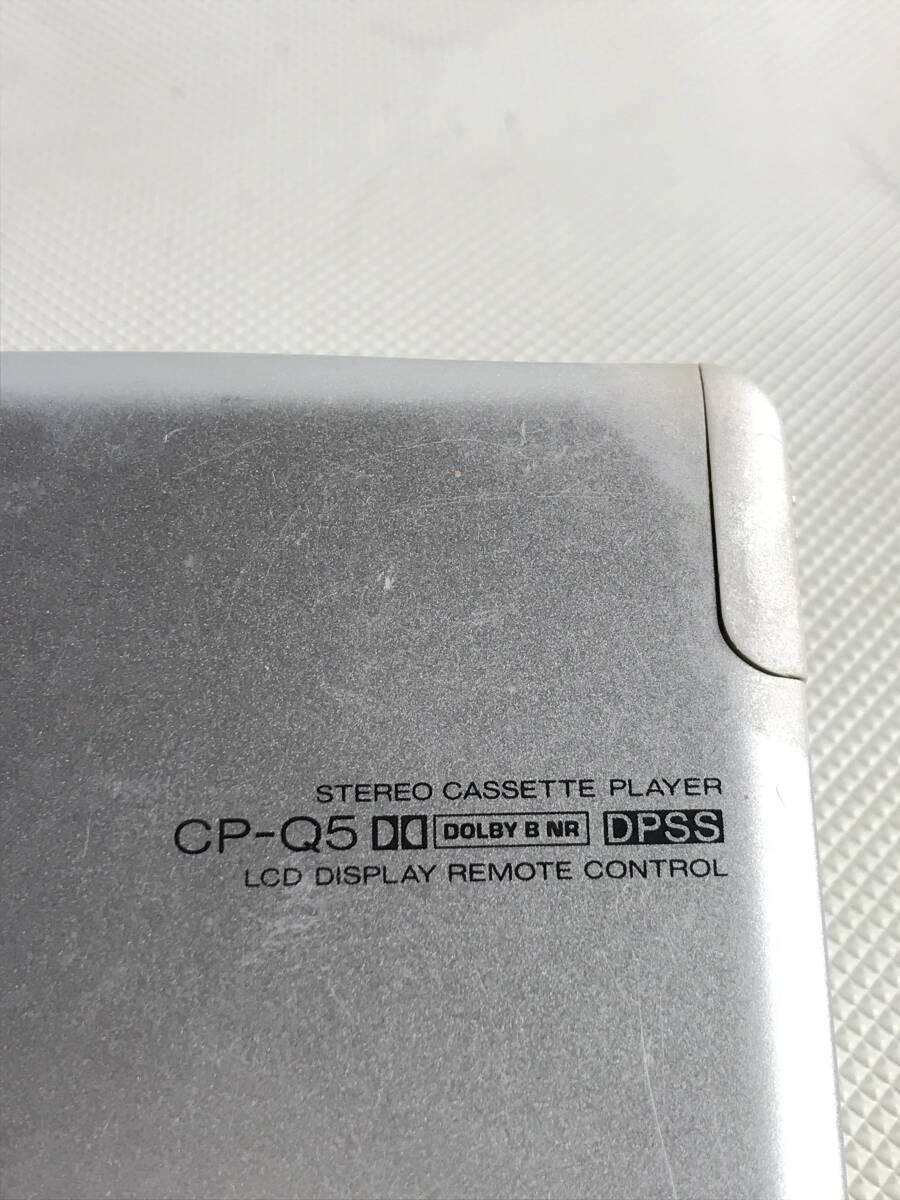 STEREO CASSETTE PLAYER
CP-Q5 DOLBY B NR DPSS
LCD DISPLAY REMOTE CONTROL